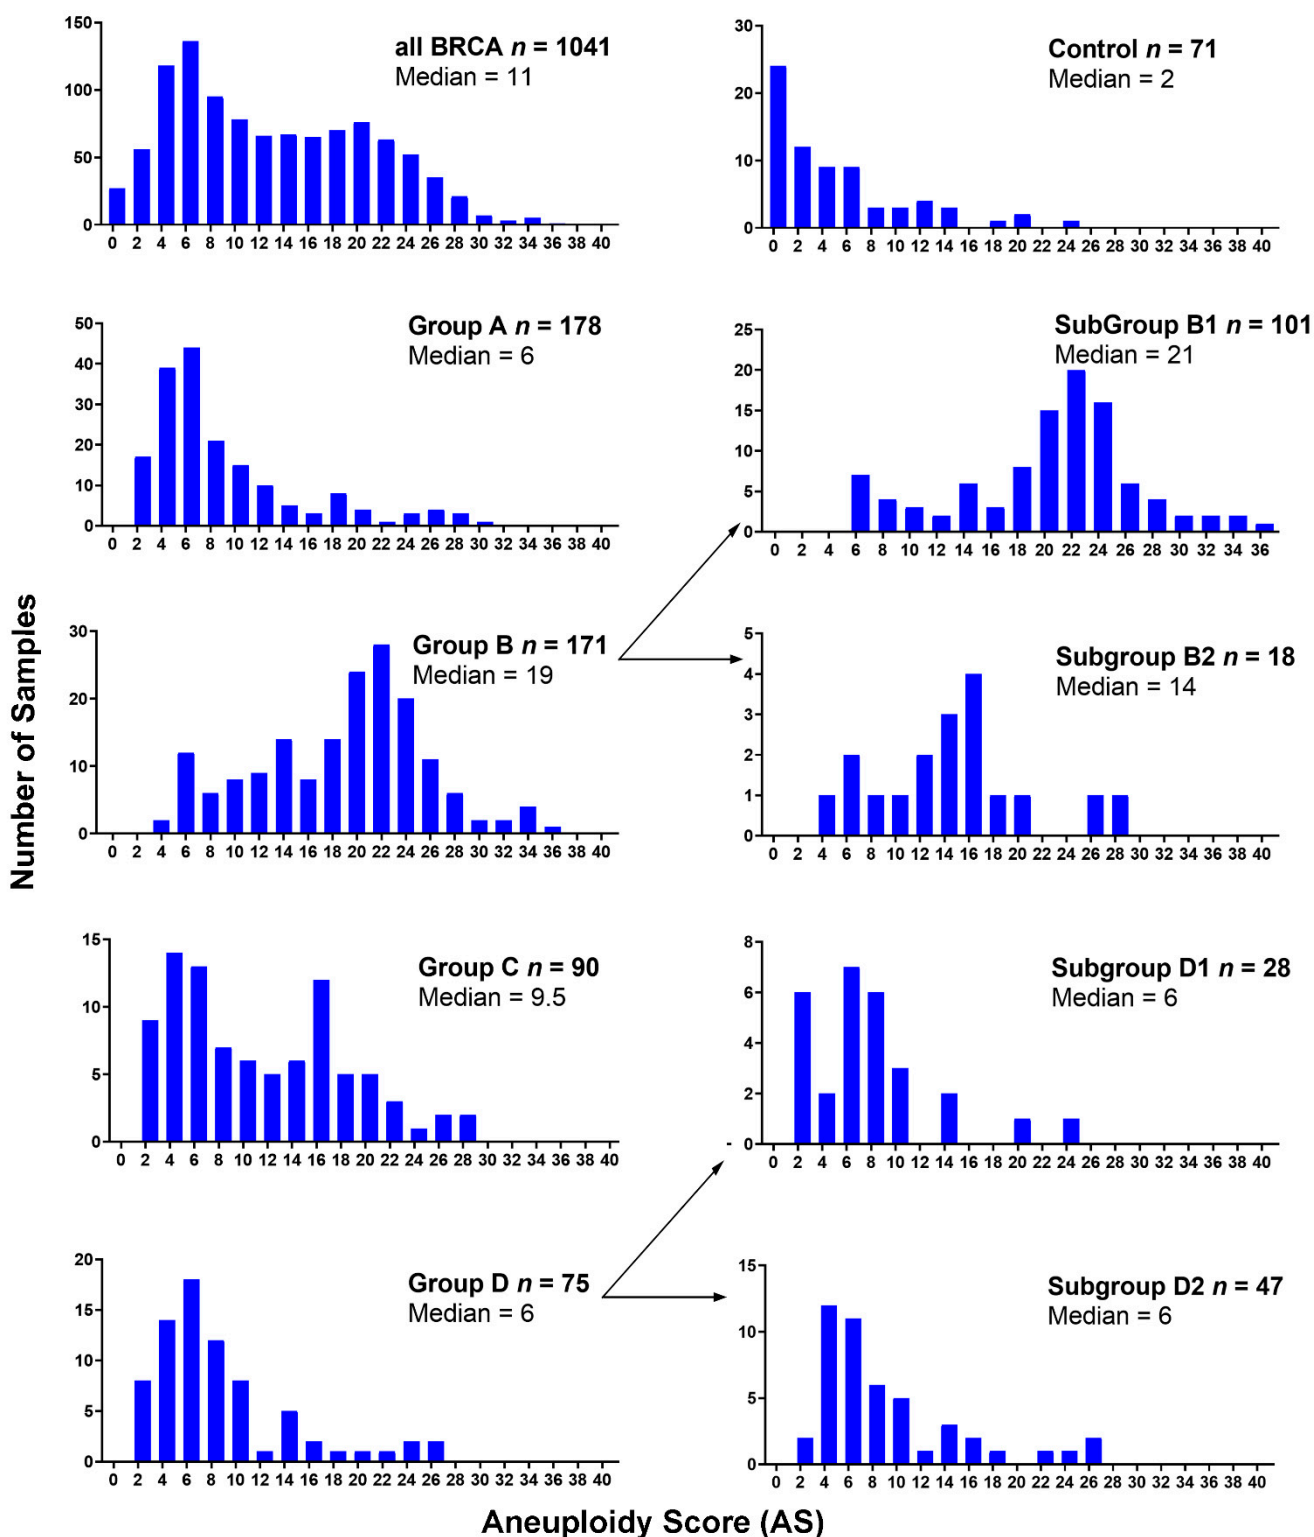 all BRCA n = 1041
Median = 11
150
100
50
0
0 2 4 6 8 10 12 14 16 18 20 22 24 26 28 30 32 34 36 38 40
Control n = 71
Median = 2
30
20
10
0
0 2 4 6 8 10 12 14 16 18 20 22 24 26 28 30 32 34 36 38 40
Group A n = 178
Median = 6
50
40
30
20
10
0
0 2 4 6 8 10 12 14 16 18 20 22 24 26 28 30 32 34 36 38 40
SubGroup B1 n = 101
Median = 21
25
20
15
10
5
0
0 2 4 6 8 10 12 14 16 18 20 22 24 26 28 30 32 34 36
Number of Samples
Group B n = 171
Median = 19
30
20
10
0
0 2 4 6 8 10 12 14 16 18 20 22 24 26 28 30 32 34 36 38 40
Subgroup B2 n = 18
Median = 14
5
4
3
2
1
0
0 2 4 6 8 10 12 14 16 18 20 22 24 26 28 30 32 34 36 38 40
Group C n = 90
Median = 9.5
15
10
5
0
0 2 4 6 8 10 12 14 16 18 20 22 24 26 28 30 32 34 36 38 40
Subgroup D1 n = 28
Median = 6
8
6
4
2
0
-
0 2 4 6 8 10 12 14 16 18 20 22 24 26 28 30 32 34 36 38 40
Group D n = 75
Median = 6
20
15
10
5
0
0 2 4 6 8 10 12 14 16 18 20 22 24 26 28 30 32 34 36 38 40
Subgroup D2 n = 47
Median = 6
15
10
5
0
0 2 4 6 8 10 12 14 16 18 20 22 24 26 28 30 32 34 36 38 40
Aneuploidy Score (AS)